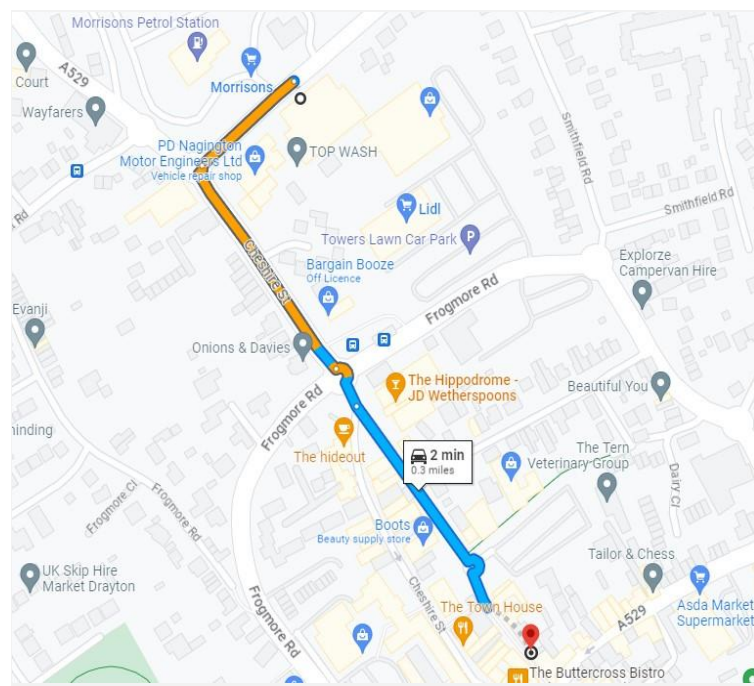 Morrisons Petrol Station
A529
Court
Morrisons
Wayfarers
PD Nagington
Motor Engineers Ltd
Vehicle repair shop
TOP WASH
Smithfield Rd
Smithfield Rd
Lidl
Towers Lawn Car Park
P
Rd
Cheshire St
Explorze
Campervan Hire
Bargain Booze
Off Licence
Frogmore Rd
Evanji
Onions & Davies
The Hippodrome -
JD Wetherspoons
Beautiful You
Frogmore Rd
The hideout
2 min
0.3 miles
The Tern
Veterinary Group
Dairy Cl
Frogmore Cl
Frogmore Rd
Boots
Beauty supply store
UK Skip Hire
Market Drayton
Tailor & Chess
Frogmore Rd
Cheshire St
The Town House
Asda Market
Supermarket
A529
The Buttercross Bistro